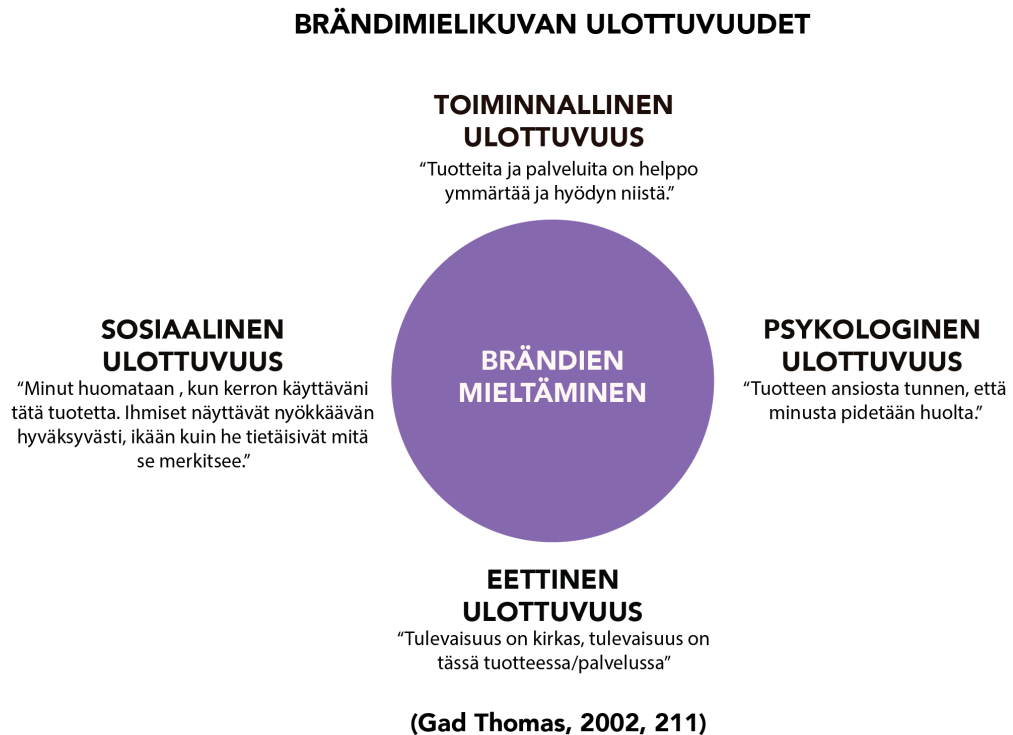 BRÄNDIMIELIKUVAN ULOTTUVUUDET
TOIMINNALLINEN
ULOTTUVUUS
“Tuotteita ja palveluita on helppo
ymmärtää ja hyödyn niistä.”
SOSIAALINEN
ULOTTUVUUS
“Minut huomataan , kun kerron käyttäväni
tätä tuotetta. Ihmiset näyttävät nyökkäävän
hyväksyvästi, ikään kuin he tietäisivät mitä
se merkitsee.”
BRÄNDIEN
MIELTÄMINEN
PSYKOLOGINEN
ULOTTUVUUS
“Tuotteen ansiosta tunnen, että
minusta pidetään huolta.”
EETTINEN
ULOTTUVUUS
“Tulevaisuus on kirkas, tulevaisuus on
tässä tuotteessa/palvelussa”
(Gad Thomas, 2002, 211)